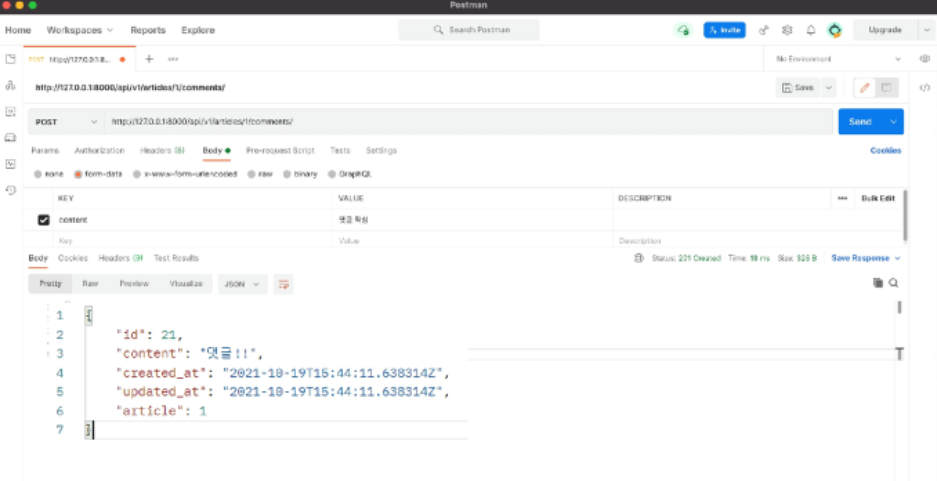 Postman
Home Workspaces Reports Explore Search Postman Invite Upgrade
POST http://127.0.0.1:8... No Environment
http://127.0.0.1:8000/api/v1/articles/1/comments/ Save
POST http://127.0.0.1:8000/api/v1/articles/1/comments/ Send
Params Authorization Headers (8) Body Pre-request Script Tests Settings Cookies
none form-data x-www-form-urlencoded raw binary GraphQL
KEY VALUE DESCRIPTION Bulk Edit
content 댓글 작성
Key Value Description
Body Cookies Headers Test Results Status: 201 Created Time: 18 ms Size: 326 B Save Response
Pretty Raw Preview Visualize JSON
1 {
2 "id": 21,
3 "content": "댓글!!",
4 "created_at": "2021-10-19T15:44:11.638314Z",
5 "updated_at": "2021-10-19T15:44:11.638314Z",
6 "article": 1
7 }